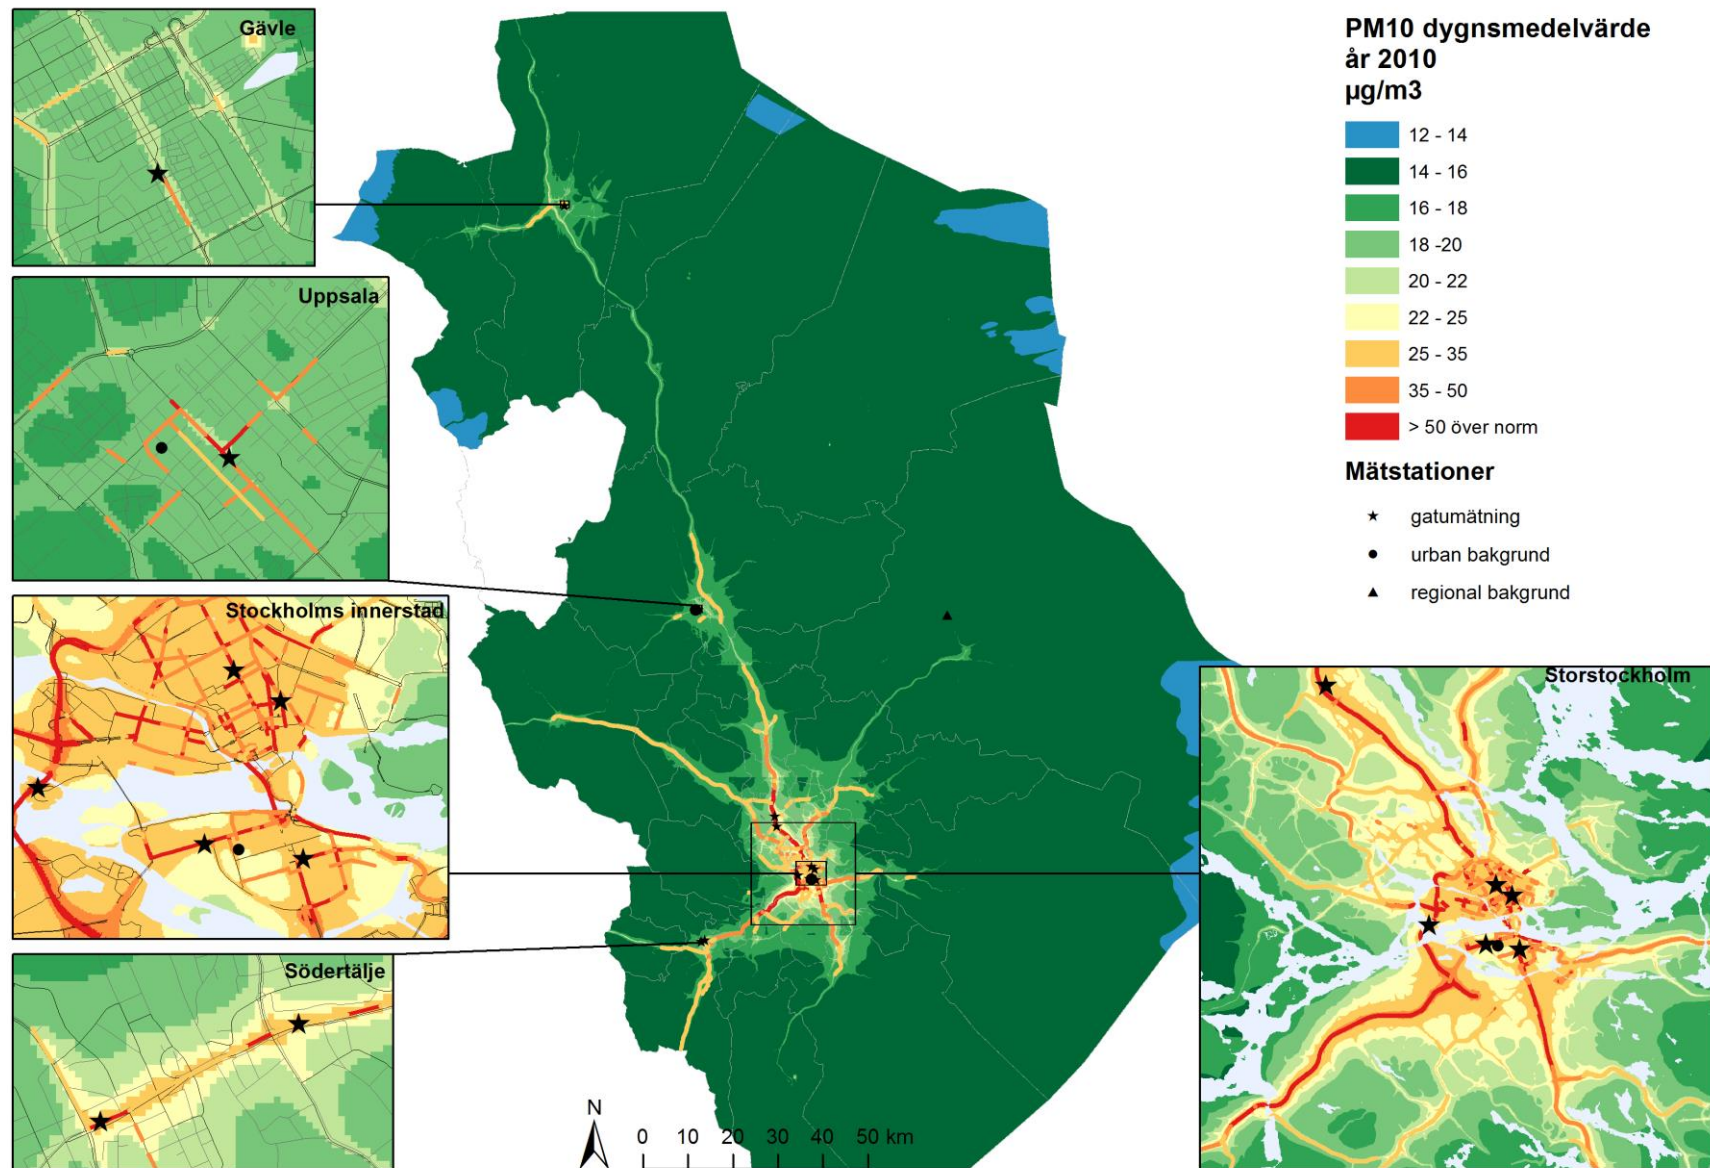 Gävle
Uppsala
Stockholms innerstad
Södertälje
PM10 dygnsmedelvärde
år 2010
µg/m3
12 - 14
14 - 16
16 - 18
18 -20
20 - 22
22 - 25
25 - 35
35 - 50
> 50 över norm
Mätstationer
gatumätning
urban bakgrund
regional bakgrund
Storstockholm
N
0 10 20 30 40 50 km